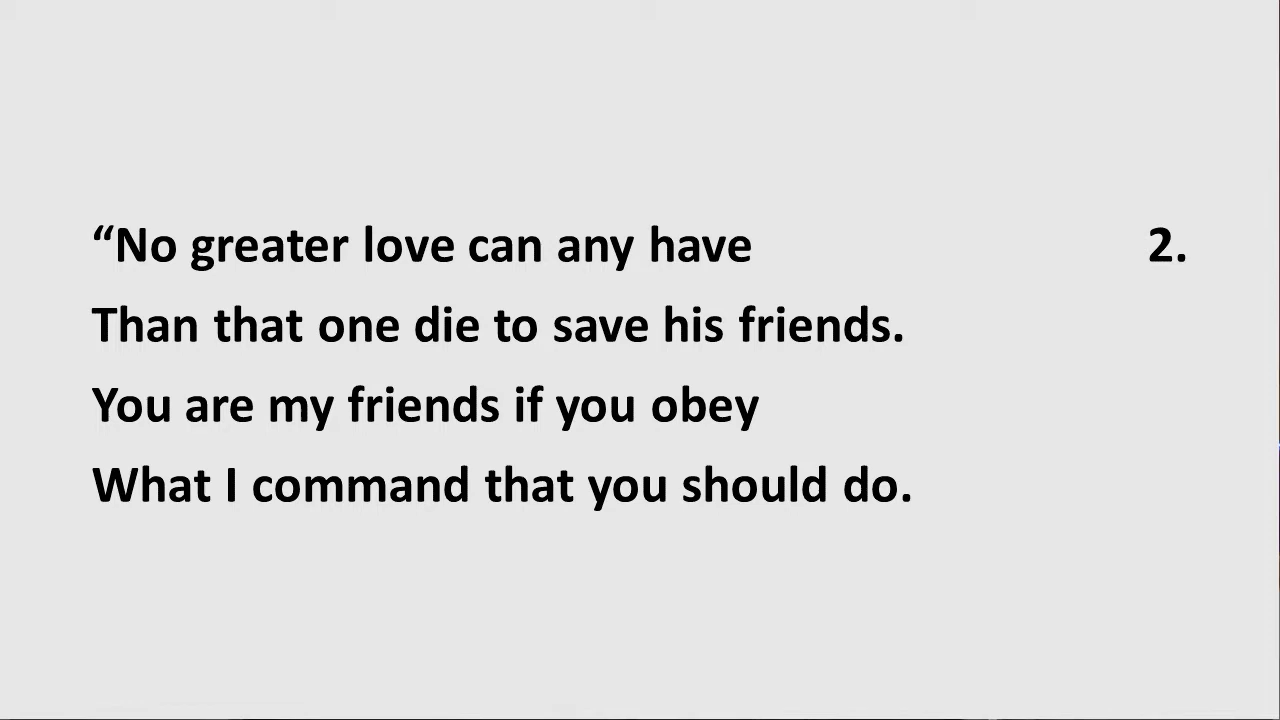 “No greater love can any have 2.
Than that one die to save his friends.
You are my friends if you obey
What I command that you should do.